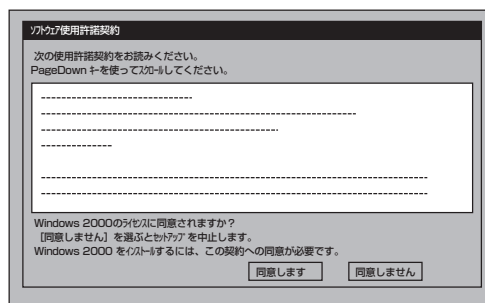 ソフトウェア使用許諾契約
次の使用許諾契約をお読みください。
PageDown キーを使ってスクロールしてください。
Windows 2000のライセンスに同意されますか？
［同意しません］を選ぶとセットアップを中止します。
Windows 2000 をインストールするには、この契約への同意が必要です。
同意します 同意しません